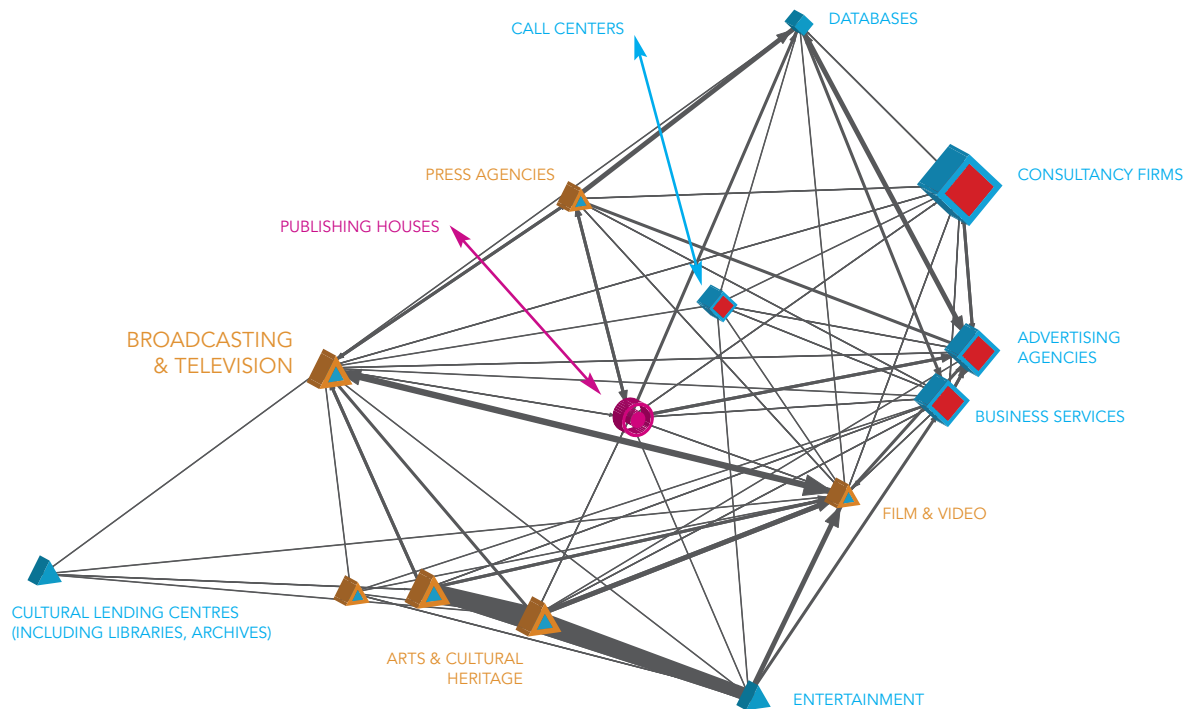 DATABASES
CALL CENTERS
PRESS AGENCIES
CONSULTANCY FIRMS
PUBLISHING HOUSES
BROADCASTING
& TELEVISION
ADVERTISING
AGENCIES
BUSINESS SERVICES
FILM & VIDEO
CULTURAL LENDING CENTRES
(INCLUDING LIBRARIES, ARCHIVES)
ARTS & CULTURAL
HERITAGE
ENTERTAINMENT